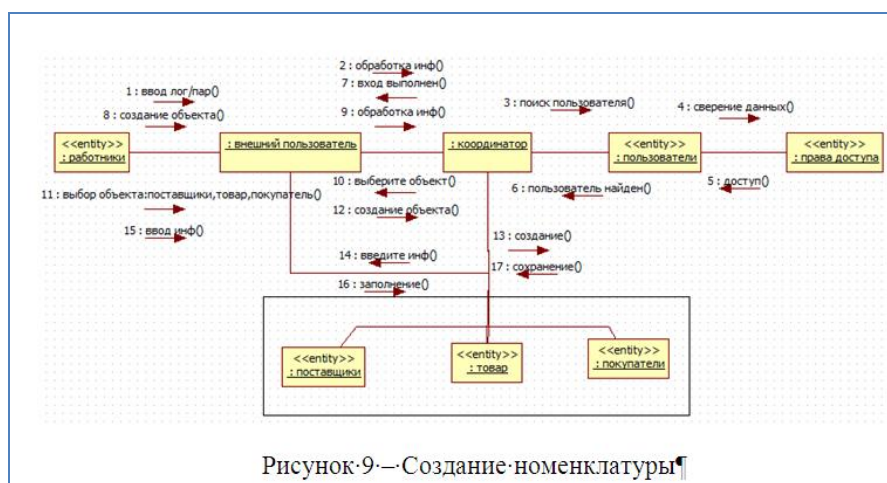 2 : обработка инф()
7 : вход выполнен()
1 : ввод лог/пар()
3 : поиск пользователя()
9 : обработка инф()
4 : сверение данных()
8 : создание объекта()
<<entity>>
: работники
: внешний пользователь
: координатор
<<entity>>
: пользователи
<<entity>>
: права доступа
10 : выберите объект()
6 : пользователь найден()
5 : доступ()
11 : выбор объекта:поставщики,товар,покупатель()
12 : создание объекта()
15 : ввод инф()
13 : создание()
14 : введите инф()
17 : сохранение()
16 : заполнение()
<<entity>>
: поставщики
<<entity>>
: товар
<<entity>>
: покупатели
Рисунок·9·–·Создание·номенклатуры¶